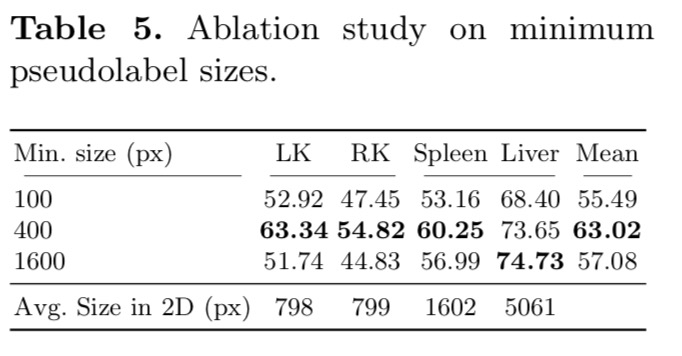 Table 5. Ablation study on minimum
pseudolabel sizes.
Min. size (px) LK RK Spleen Liver Mean
100 52.92 47.45 53.16 68.40 55.49
400 63.34 54.82 60.25 73.65 63.02
1600 51.74 44.83 56.99 74.73 57.08
Avg. Size in 2D (px) 798 799 1602 5061